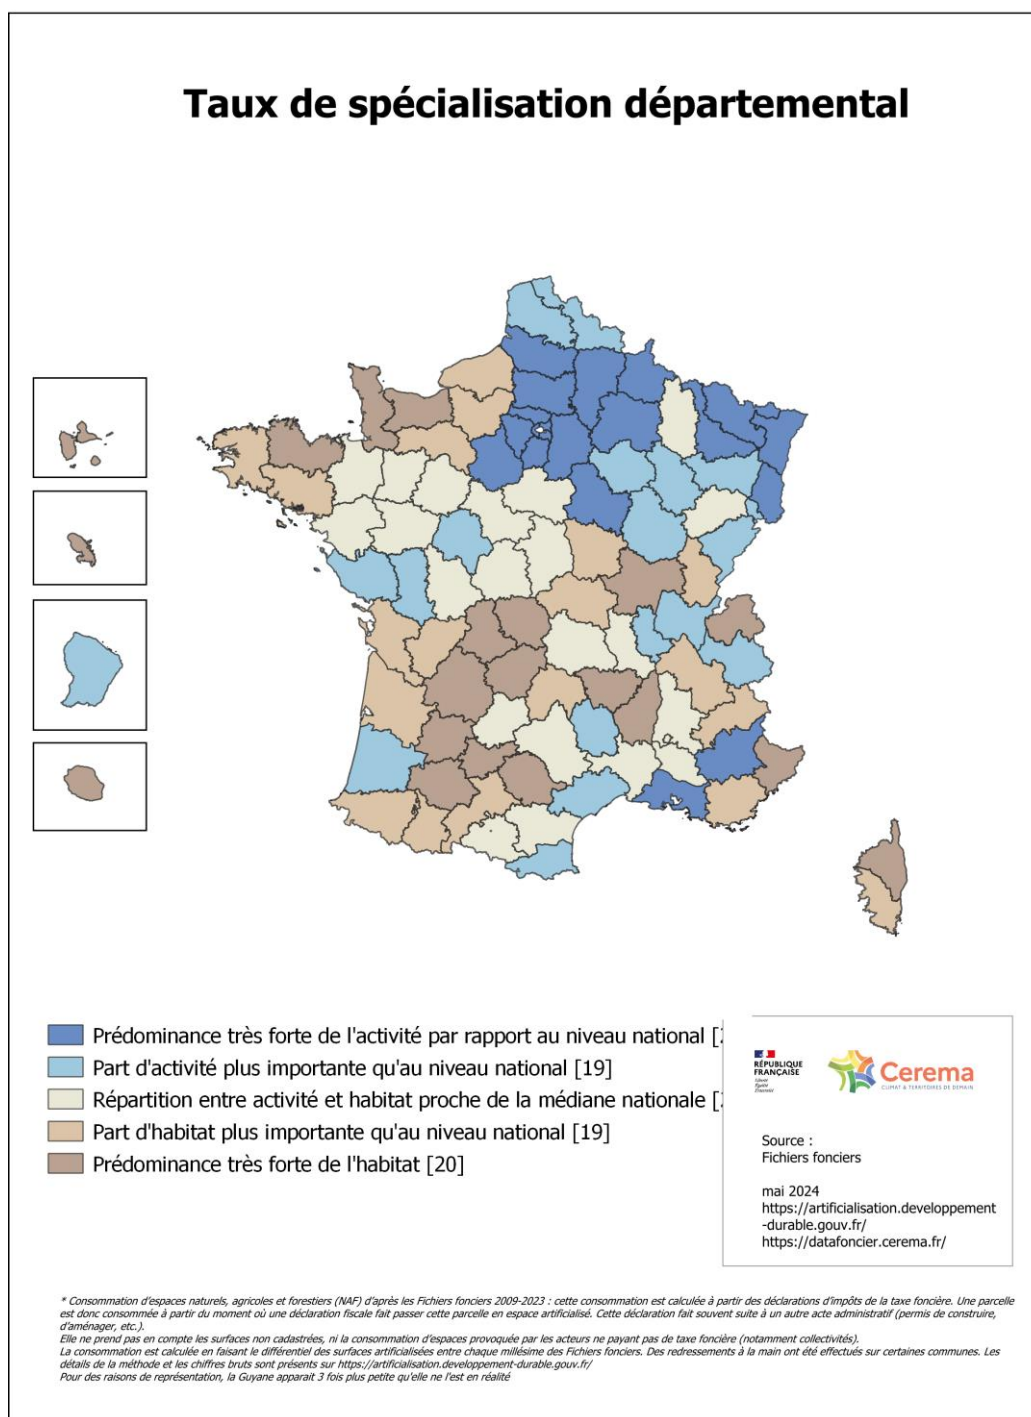 Taux de spécialisation départemental
Prédominance très forte de l'activité par rapport au niveau national
Part d'activité plus importante qu'au niveau national [19]
Répartition entre activité et habitat proche de la médiane nationale
Part d'habitat plus importante qu'au niveau national [19]
Prédominance très forte de l'habitat [20]
RÉPUBLIQUE
FRANÇAISE
Liberté
Égalité
Fraternité
Cerema
CLIMAT & TERRITOIRES DE DEMAIN
Source :
Fichiers fonciers
mai 2024
https://artificialisation.developpement
-durable.gouv.fr/
https://datafoncier.cerema.fr/
* Consommation d'espaces naturels, agricoles et forestiers (NAF) d'après les Fichiers fonciers 2009-2023 : cette consommation est calculée à partir des déclarations d'impôts de la taxe foncière. Une parcelle
est donc consommée à partir du moment où une déclaration fiscale fait passer cette parcelle en espace artificialisé. Cette déclaration fait souvent suite à un autre acte administratif (permis de construire,
d'aménager, etc.).
Elle ne prend pas en compte les surfaces non cadastrées, ni la consommation d'espaces provoquée par les acteurs ne payant pas de taxe foncière (notamment collectivités).
La consommation est calculée en faisant le différentiel des surfaces artificialisées entre chaque millésime des Fichiers fonciers. Des redressements à la main ont été effectués sur certaines communes. Les
détails de la méthode et les chiffres bruts sont présents sur https://artificialisation.developpement-durable.gouv.fr/
Pour des raisons de représentation, la Guyane apparait 3 fois plus petite qu'elle ne l'est en réalité